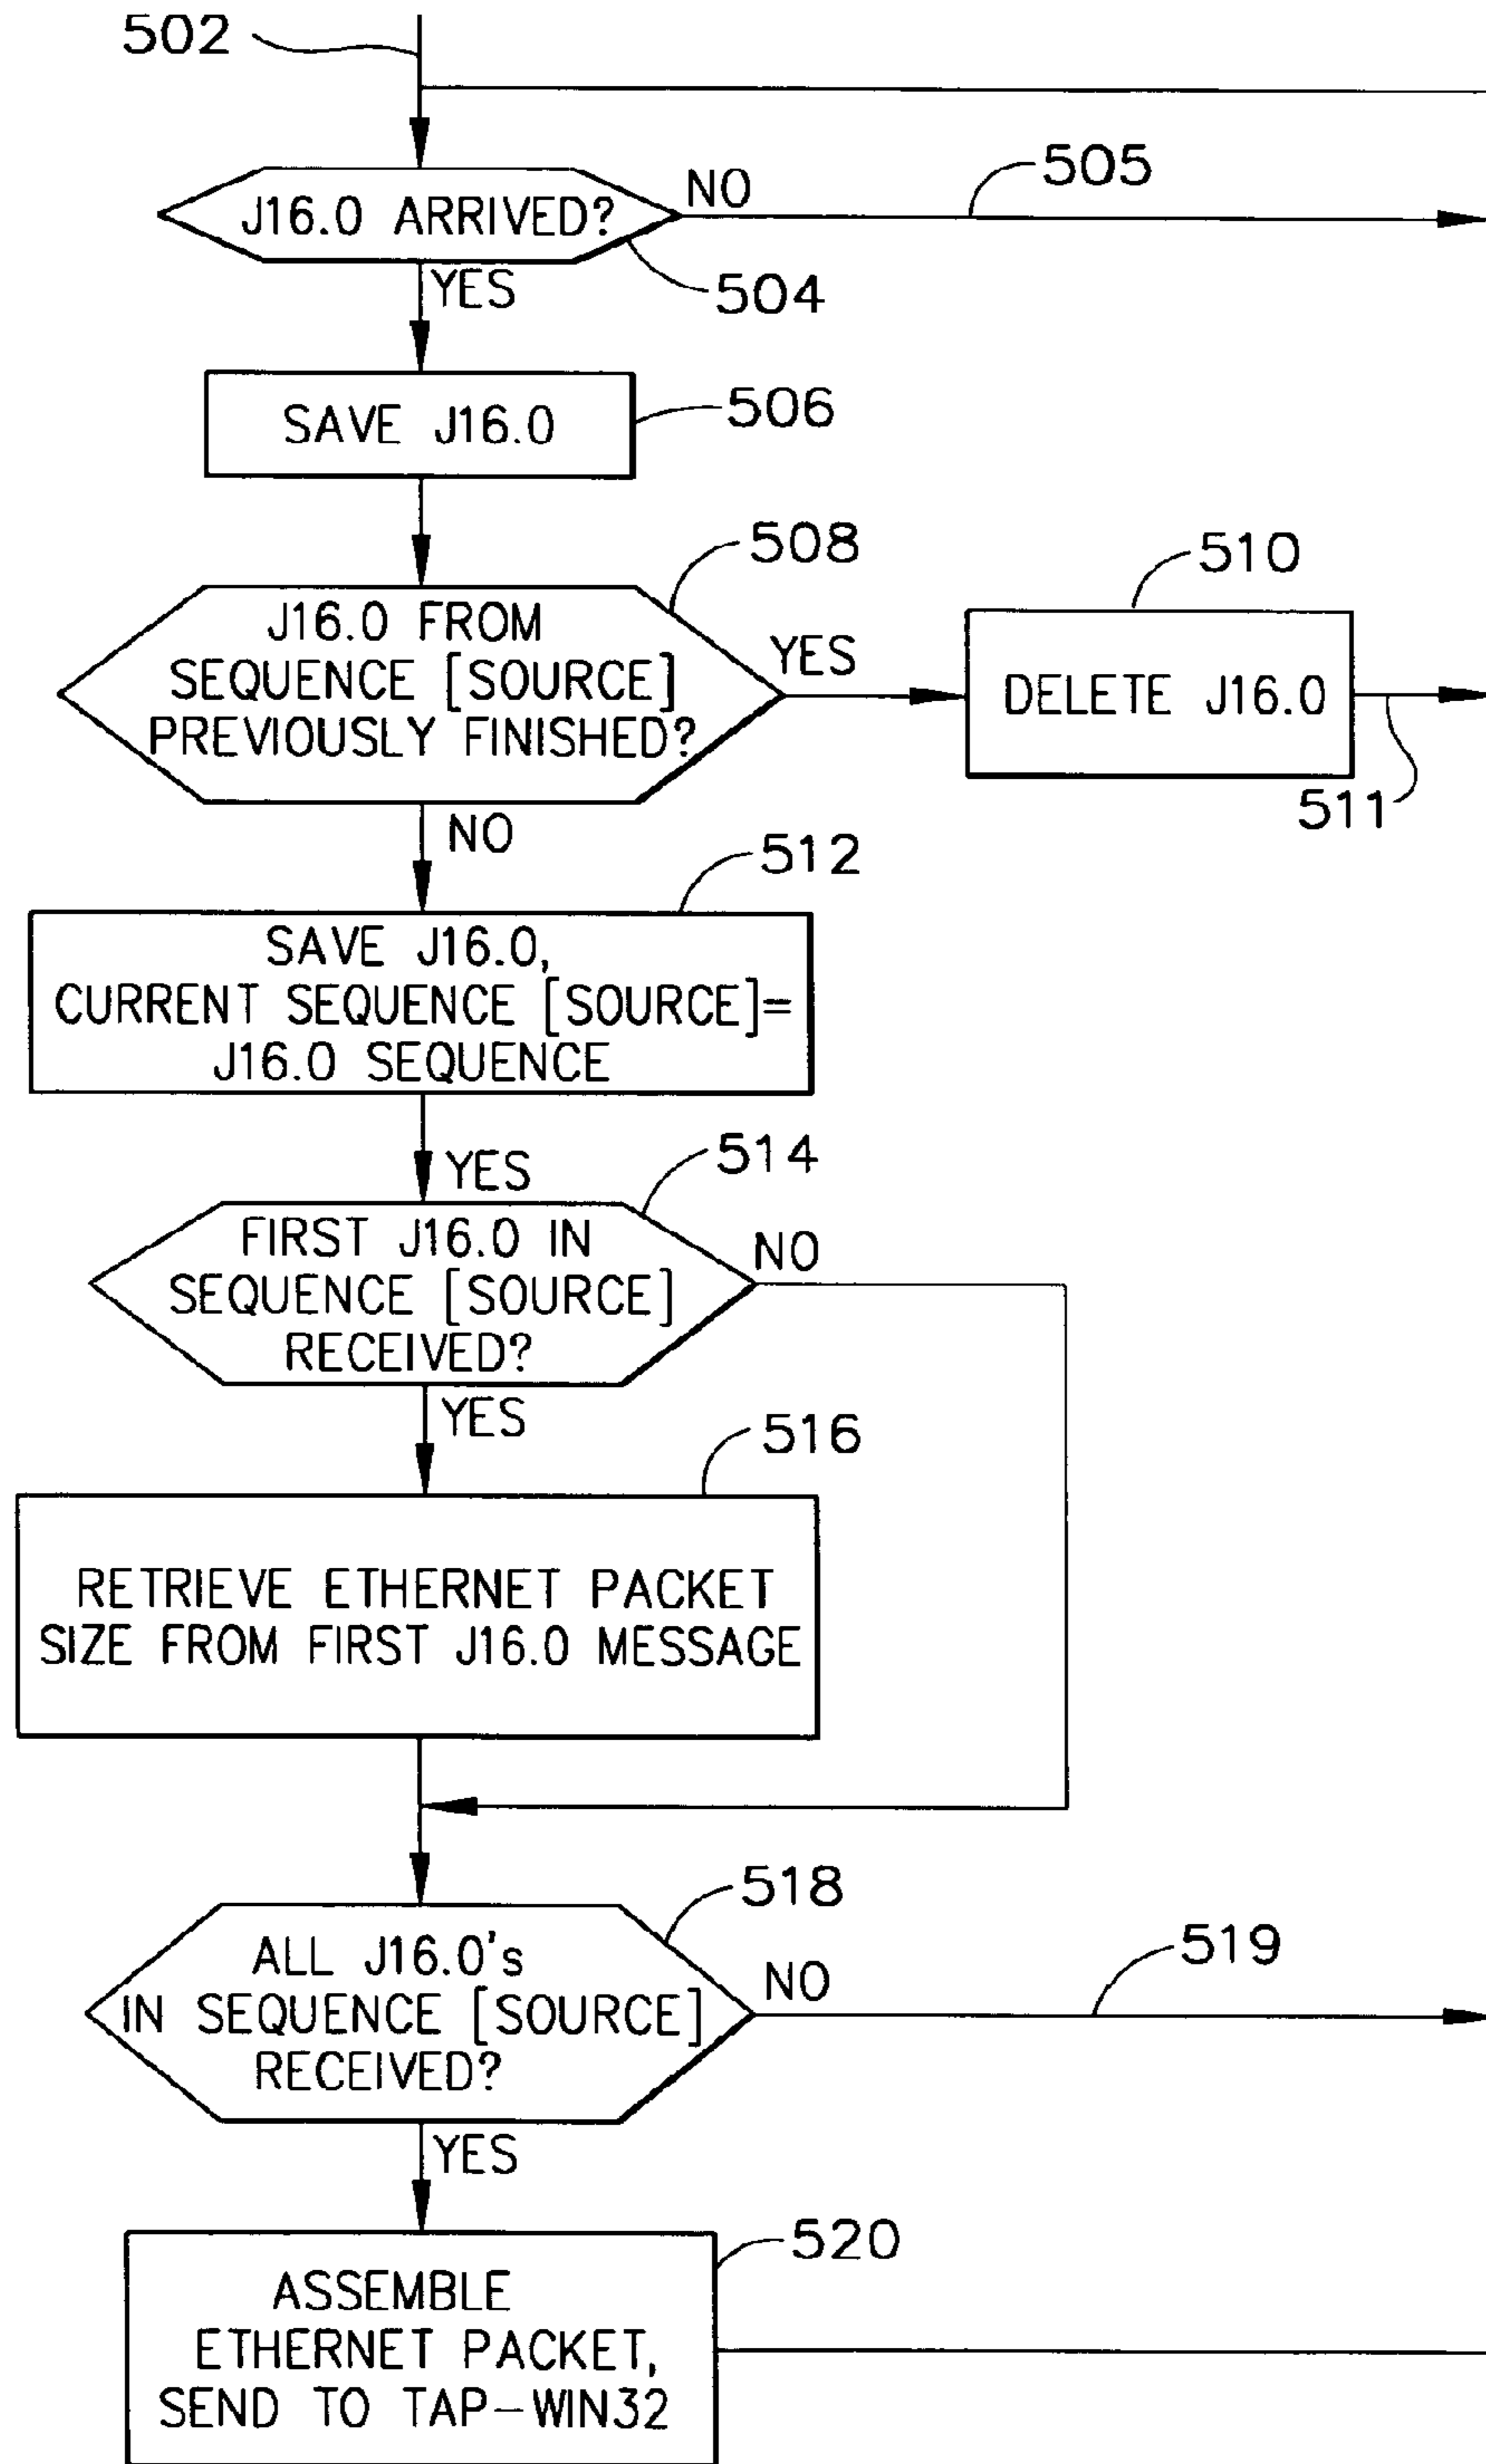 502
J16.0 ARRIVED?
NO
505
504
YES
SAVE J16.0
506
508
J16.0 FROM
SEQUENCE [SOURCE]
PREVIOUSLY FINISHED?
YES
510
DELETE J16.0
511
NO
512
SAVE J16.0,
CURRENT SEQUENCE [SOURCE]=
J16.0 SEQUENCE
YES
514
FIRST J16.0 IN
SEQUENCE [SOURCE]
RECEIVED?
NO
YES
516
RETRIEVE ETHERNET PACKET
SIZE FROM FIRST J16.0 MESSAGE
518
ALL J16.0's
IN SEQUENCE [SOURCE]
RECEIVED?
NO
519
YES
520
ASSEMBLE
ETHERNET PACKET,
SEND TO TAP-WIN32